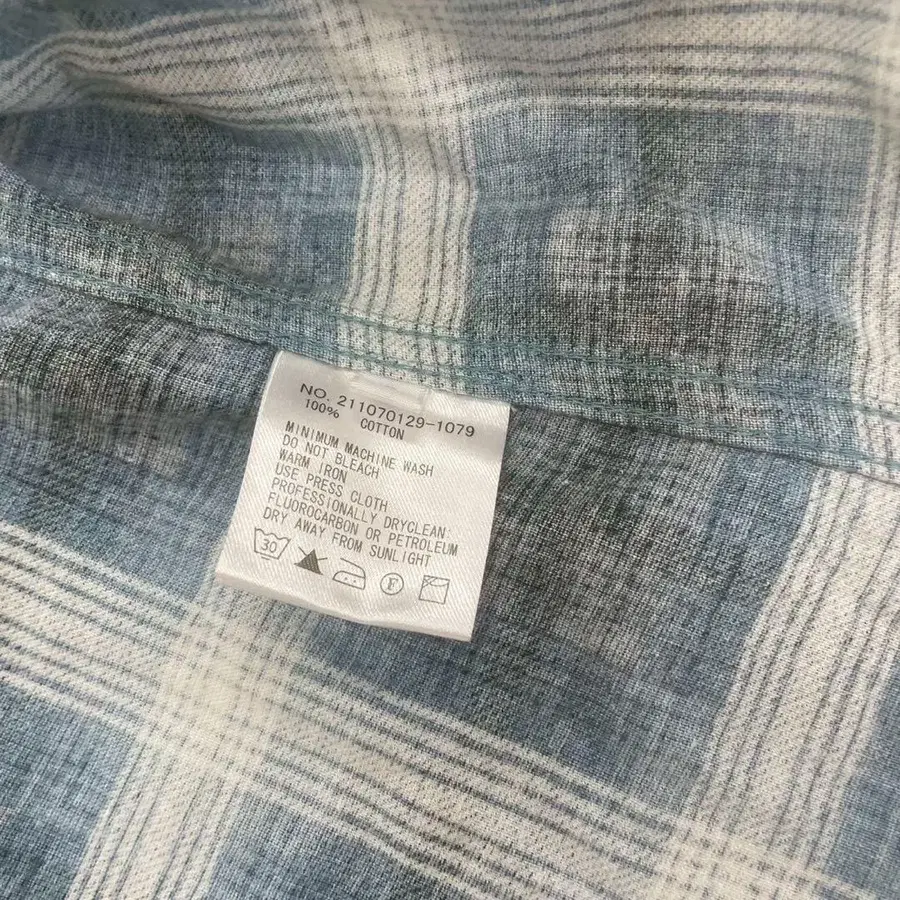 NO. 211070129-1079
100% COTTON
MINIMUM MACHINE WASH
DO NOT BLEACH
WARM IRON
USE PRESS CLOTH
PROFESSIONALLY DRYCLEAN:
FLUOROCARBON OR PETROLEUM
DRY AWAY FROM SUNLIGHT
30 F